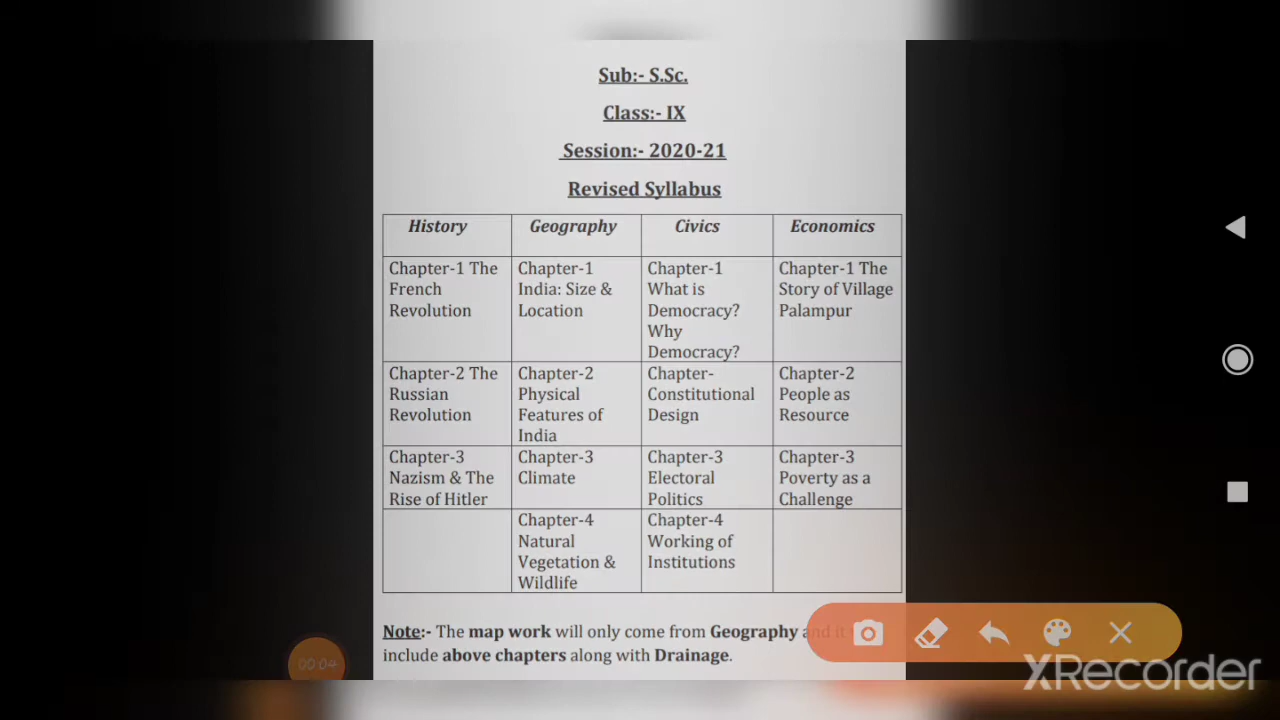 Sub:- S.Sc.
Class:- IX
Session:- 2020-21
Revised Syllabus
History Geography Civics Economics
Chapter-1 The
French
Revolution
Chapter-1
India: Size &
Location
Chapter-1
What is
Democracy?
Why
Democracy?
Chapter-1 The
Story of Village
Palampur
Chapter-2 The
Russian
Revolution
Chapter-2
Physical
Features of
India
Chapter-
Constitutional
Design
Chapter-2
People as
Resource
Chapter-3
Nazism & The
Rise of Hitler
Chapter-3
Climate
Chapter-3
Electoral
Politics
Chapter-3
Poverty as a
Challenge
Chapter-4
Natural
Vegetation &
Wildlife
Chapter-4
Working of
Institutions
Note:- The map work will only come from Geography and it
include above chapters along with Drainage.
00:04
XRecorder